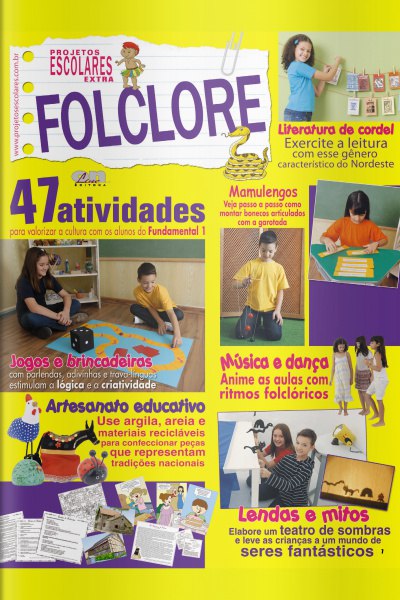 www.projetosescolares.com.br
PROJETOS
ESCOLARES
EXTRA
FOLCLORE
Literatura de cordel
Exercite a leitura
com esse gênero
característico do Nordeste
EDITORA
47 atividades
para valorizar a cultura com os alunos do Fundamental 1
Mamulengos
Veja passo a passo como
montar bonecos articulados
com a garotada
Jogos e brincadeiras
com parlendas, adivinhas e trava-línguas
estimulam a lógica e a criatividade
Música e dança
Anime as aulas com
ritmos folclóricos
Artesanato educativo
Use argila, areia e
materiais recicláveis
para confeccionar peças
que representam
tradições nacionais
Lendas e mitos
Elabore um teatro de sombras
e leve as crianças a um mundo de
seres fantásticos